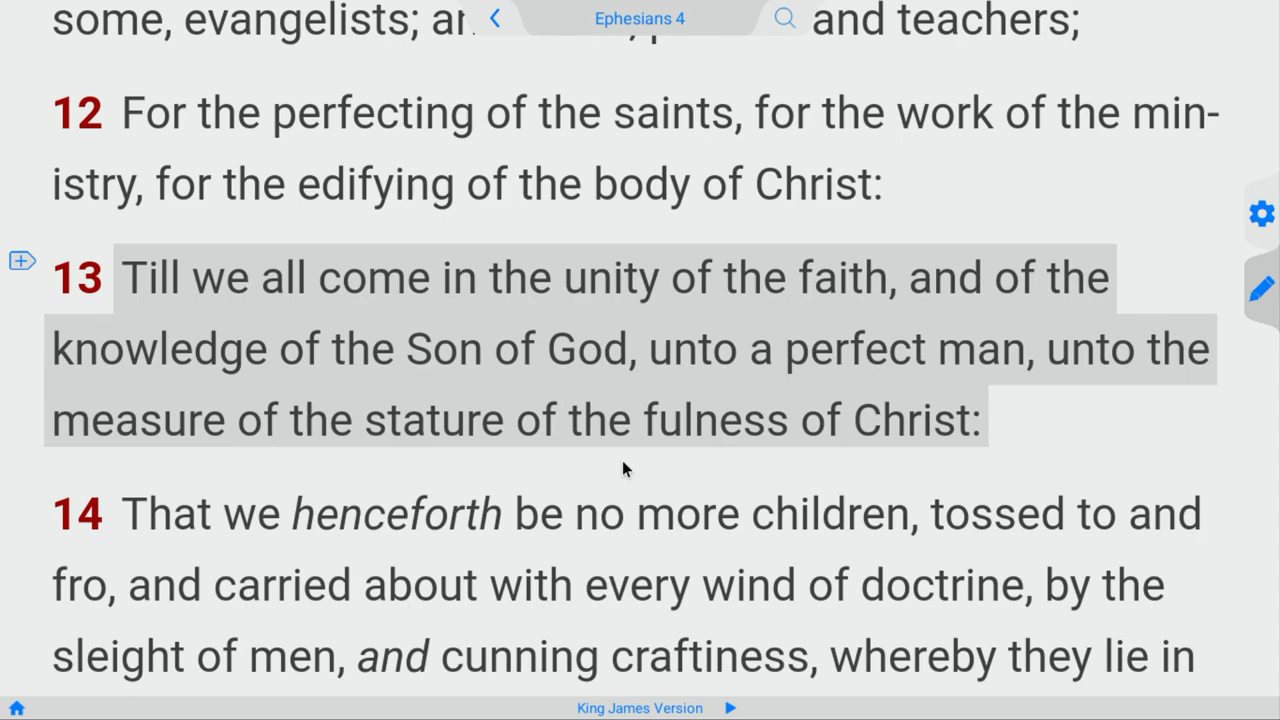 Ephesians 4
some, evangelists; and teachers;
12 For the perfecting of the saints, for the work of the min-
istry, for the edifying of the body of Christ:
13 Till we all come in the unity of the faith, and of the
knowledge of the Son of God, unto a perfect man, unto the
measure of the stature of the fulness of Christ:
14 That we henceforth be no more children, tossed to and
fro, and carried about with every wind of doctrine, by the
sleight of men, and cunning craftiness, whereby they lie in
King James Version